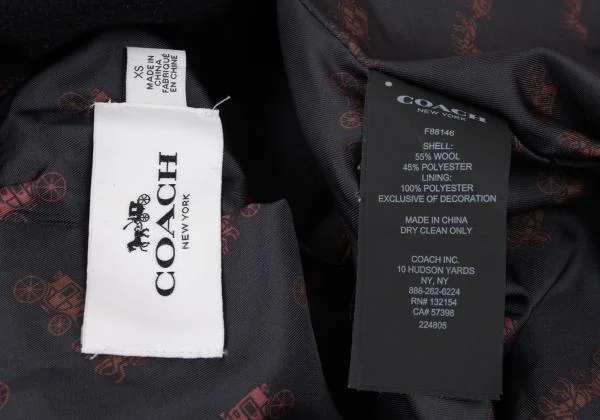 XS
MADE IN
CHINA
FABRIQUÉ
EN CHINE
COACH
NEW YORK
COACH
NEW YORK
F88146
SHELL:
55% WOOL
45% POLYESTER
LINING:
100% POLYESTER
EXCLUSIVE OF DECORATION
MADE IN CHINA
DRY CLEAN ONLY
COACH INC.
10 HUDSON YARDS
NY, NY
888-262-6224
RN# 132154
CA# 57398
224805